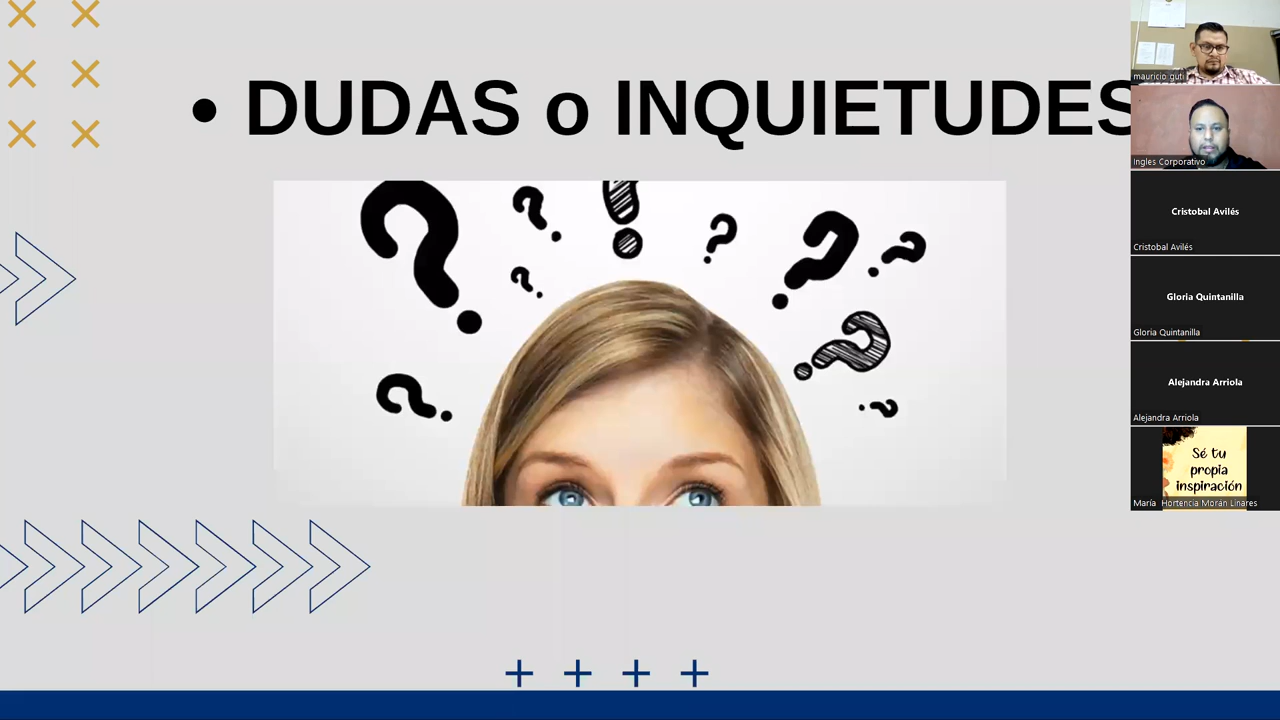 • DUDAS o INQUIETUDES
mauricio guti
Ingles Corporativo
Cristobal Avilés
Cristobal Avilés
Gloria Quintanilla
Gloria Quintanilla
Alejandra Arriola
Alejandra Arriola
Sé tu
propia
inspiración
María Hortencia Morán Linares